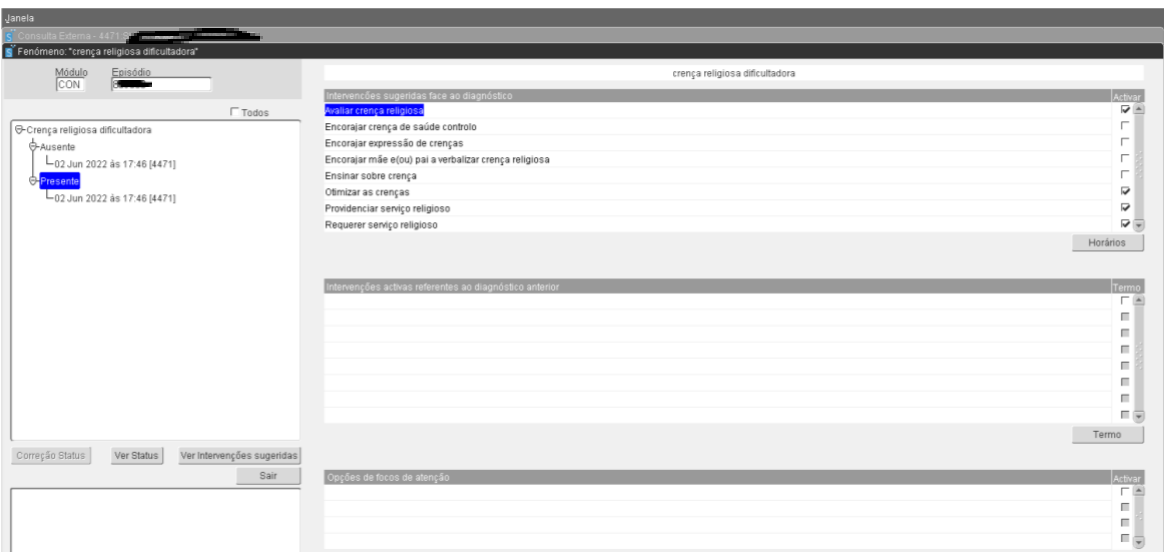 Janela
Consulta Externa - 4471:
Fenómeno: "crença religiosa dificultadora"
Módulo Episódio
CON
Todos
Crença religiosa dificultadora
Ausente
02 Jun 2022 ás 17:46 [4471]
Presente
02 Jun 2022 ás 17:46 [4471]
Correção Status Ver Status Ver Intervenções sugeridas
Sair
crença religiosa dificultadora
Intervencões sugeridas face ao diagnóstico Activar
Avaliar crença religiosa
Encorajar crença de saúde controlo
Encorajar expressão de crenças
Encorajar mãe e(ou) pai a verbalizar crença religiosa
Ensinar sobre crença
Otimizar as crenças
Providenciar serviço religioso
Requerer serviço religioso
Horários
Intervenções activas referentes ao diagnóstico anterior Termo
Termo
Opções de focos de atenção Activar